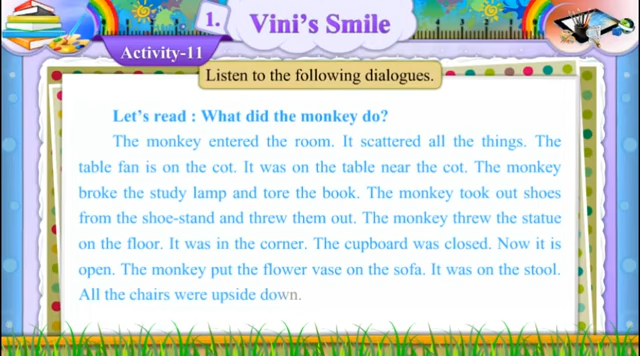 1.
Vini's Smile
Activity-11
Listen to the following dialogues.
Let's read : What did the monkey do?
The monkey entered the room. It scattered all the things. The
table fan is on the cot. It was on the table near the cot. The monkey
broke the study lamp and tore the book. The monkey took out shoes
from the shoe-stand and threw them out. The monkey threw the statue
on the floor. It was in the corner. The cupboard was closed. Now it is
open. The monkey put the flower vase on the sofa. It was on the stool.
All the chairs were upside down.